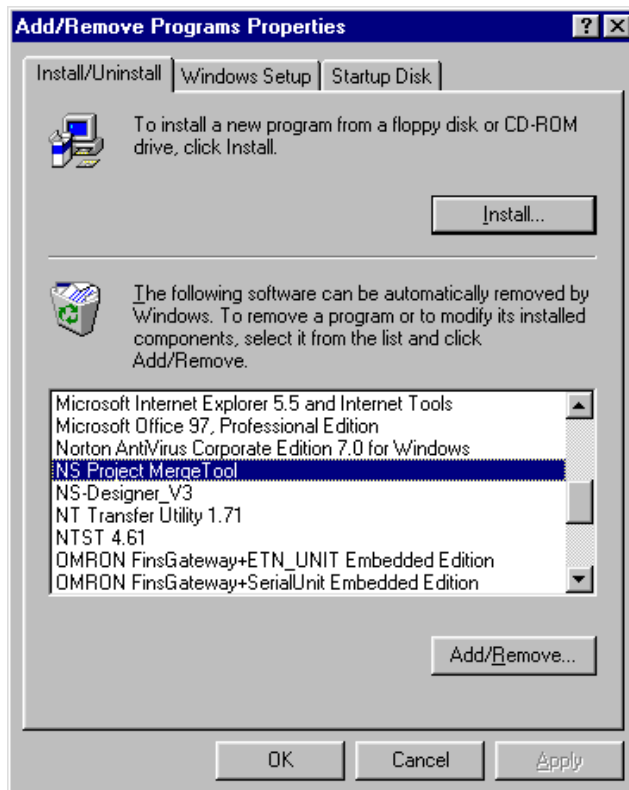 Add/Remove Programs Properties
Install/Uninstall
Windows Setup
Startup Disk
To install a new program from a floppy disk or CD-ROM
drive, click Install.
Install...
The following software can be automatically removed by
Windows. To remove a program or to modify its installed
components, select it from the list and click
Add/Remove.
Microsoft Internet Explorer 5.5 and Internet Tools
Microsoft Office 97, Professional Edition
Norton AntiVirus Corporate Edition 7.0 for Windows
NS Project MergeTool
NS-Designer_V3
NT Transfer Utility 1.71
NTST 4.61
OMRON FinsGateway+ETN_UNIT Embedded Edition
OMRON FinsGateway+SerialUnit Embedded Edition
Add/Remove...
OK
Cancel
Apply